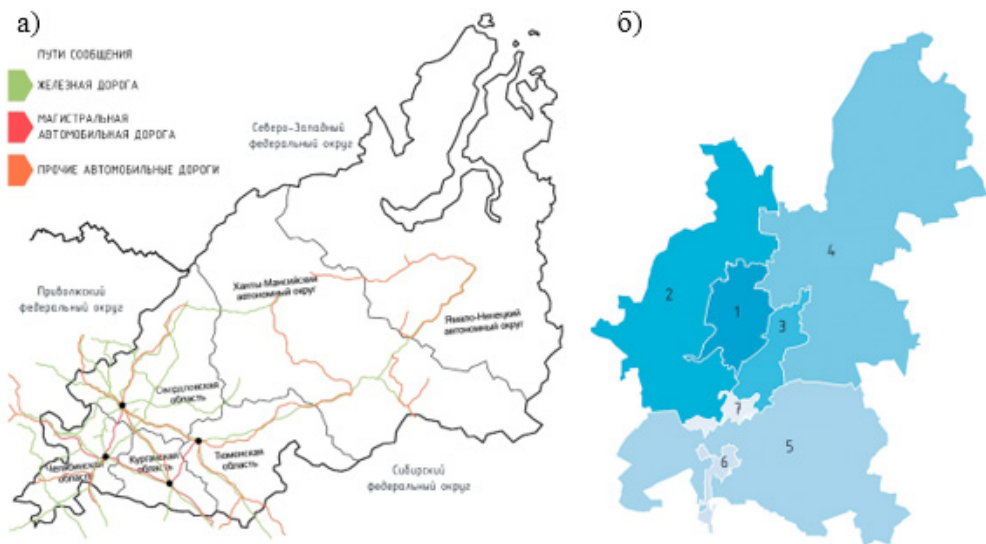 а)
ПУТИ СООБЩЕНИЯ
ЖЕЛЕЗНАЯ ДОРОГА
МАГИСТРАЛЬНАЯ
АВТОМОБИЛЬНАЯ ДОРОГА
ПРОЧИЕ АВТОМОБИЛЬНЫЕ ДОРОГИ
Северо-Западный
федеральный округ
Приволжский
федеральный округ
Ханты-Мансийский
автономный округ
Ямало-Ненецкий
автономный округ
Свердловская
область
Челябинская
область
Курганская
область
Тюменская
область
Сибирский
федеральный округ
б)
4
2
1
3
7
5
6